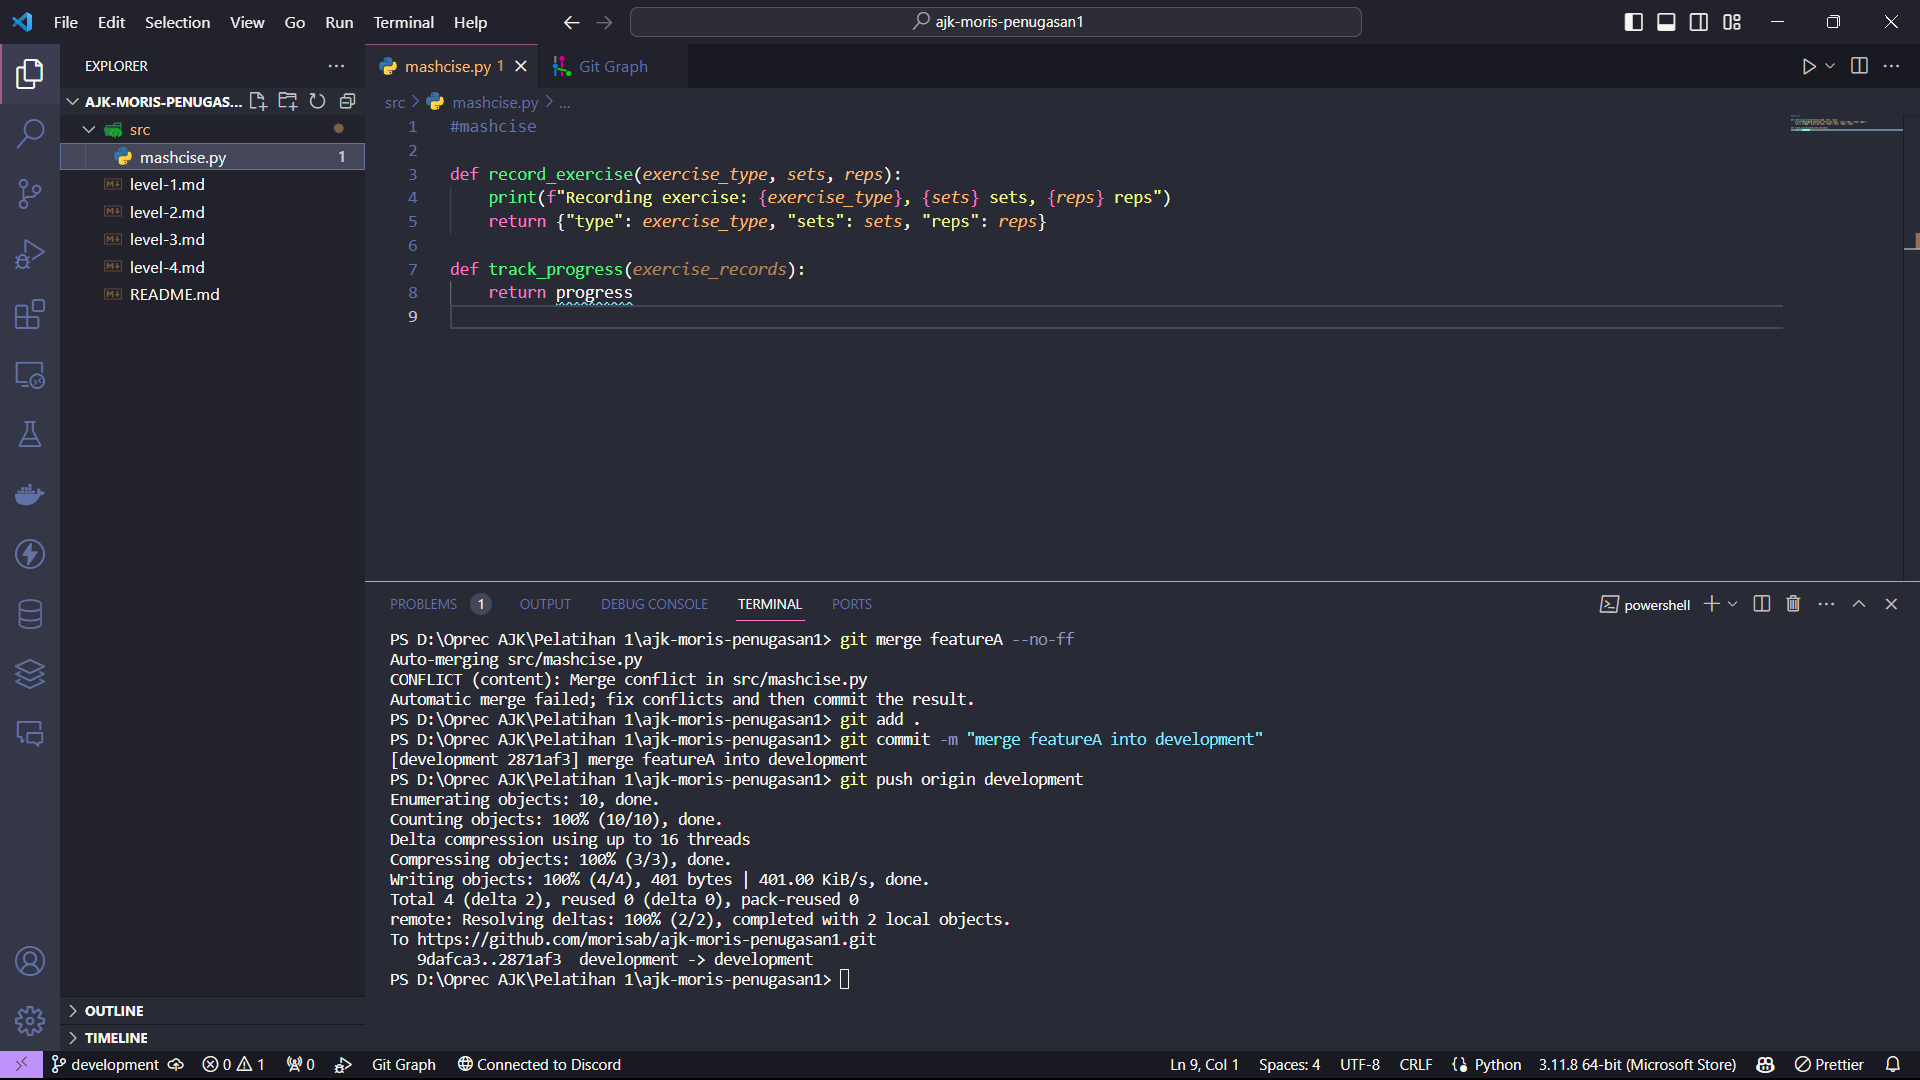 File Edit Selection View Go Run Terminal Help
ajk-moris-penugasan1
EXPLORER
AJK-MORIS-PENUGAS...
src
mashcise.py 1
level-1.md
level-2.md
level-3.md
level-4.md
README.md
OUTLINE
TIMELINE
mashcise.py 1
Git Graph
src > mashcise.py > ...
1 #mashcise
2
3 def record_exercise(exercise_type, sets, reps):
4 print(f"Recording exercise: {exercise_type}, {sets} sets, {reps} reps")
5 return {"type": exercise_type, "sets": sets, "reps": reps}
6
7 def track_progress(exercise_records):
8 return progress
9
PROBLEMS 1 OUTPUT DEBUG CONSOLE TERMINAL PORTS
powershell
PS D:\Oprec AJK\Pelatihan 1\ajk-moris-penugasan1> git merge featureA --no-ff
Auto-merging src/mashcise.py
CONFLICT (content): Merge conflict in src/mashcise.py
Automatic merge failed; fix conflicts and then commit the result.
PS D:\Oprec AJK\Pelatihan 1\ajk-moris-penugasan1> git add .
PS D:\Oprec AJK\Pelatihan 1\ajk-moris-penugasan1> git commit -m "merge featureA into development"
[development 2871af3] merge featureA into development
PS D:\Oprec AJK\Pelatihan 1\ajk-moris-penugasan1> git push origin development
Enumerating objects: 10, done.
Counting objects: 100% (10/10), done.
Delta compression using up to 16 threads
Compressing objects: 100% (3/3), done.
Writing objects: 100% (4/4), 401 bytes | 401.00 KiB/s, done.
Total 4 (delta 2), reused 0 (delta 0), pack-reused 0
remote: Resolving deltas: 100% (2/2), completed with 2 local objects.
To https://github.com/morisab/ajk-moris-penugasan1.git
9dafca3..2871af3 development -> development
PS D:\Oprec AJK\Pelatihan 1\ajk-moris-penugasan1>
development 0 1 0 Git Graph Connected to Discord Ln 9, Col 1 Spaces: 4 UTF-8 CRLF Python 3.11.8 64-bit (Microsoft Store) Prettier